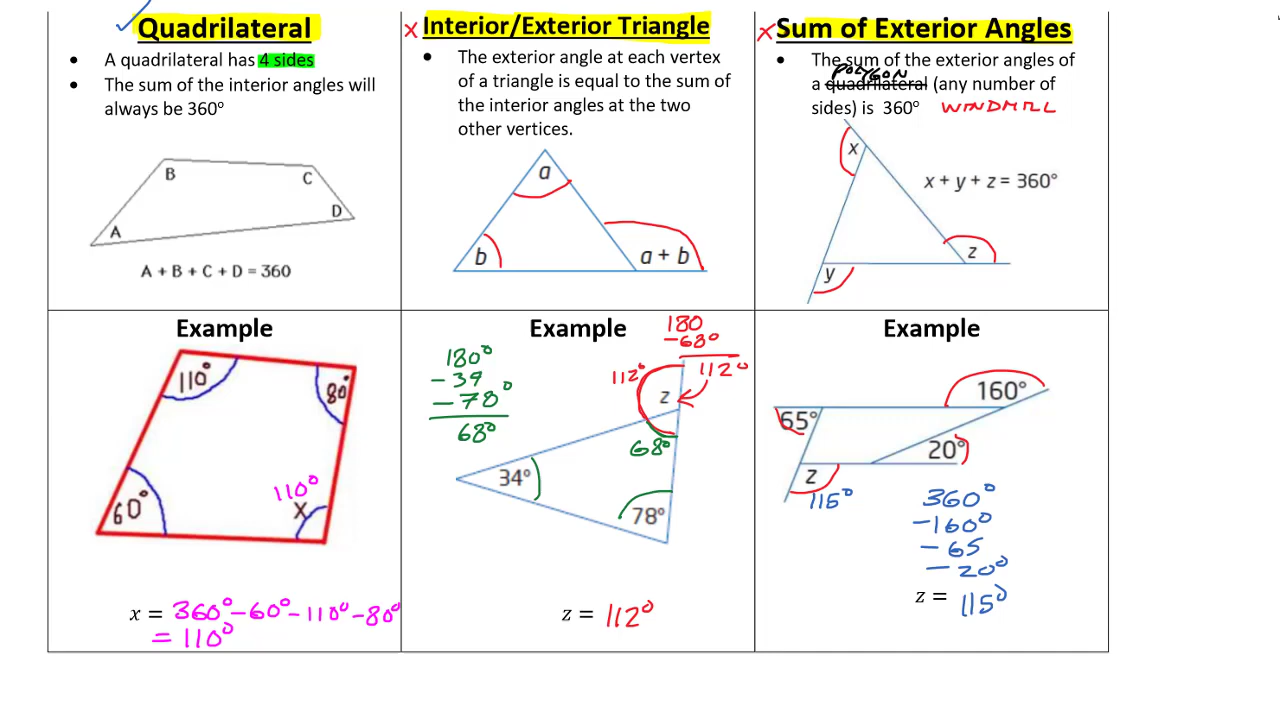 Quadrilateral
• A quadrilateral has 4 sides
• The sum of the interior angles will
always be 360°
B
C
D
A
A + B + C + D = 360
x Interior/Exterior Triangle
• The exterior angle at each vertex
of a triangle is equal to the sum of
the interior angles at the two
other vertices.
a
b
a + b
x Sum of Exterior Angles
• The sum of the exterior angles of
POLYGON
a quadrilateral (any number of
sides) is 360° WINDMILL
x
x + y + z = 360°
z
y
Example
110°
80°
110°
60°
x
x = 360° - 60° - 110° - 80°
= 110°
Example
180
-68°
112°
180°
-34
-78°
68°
112°
z
68°
34°
78°
z = 112°
Example
160°
65°
20°
z
115°
360°
-160°
-65
-20°
z = 115°